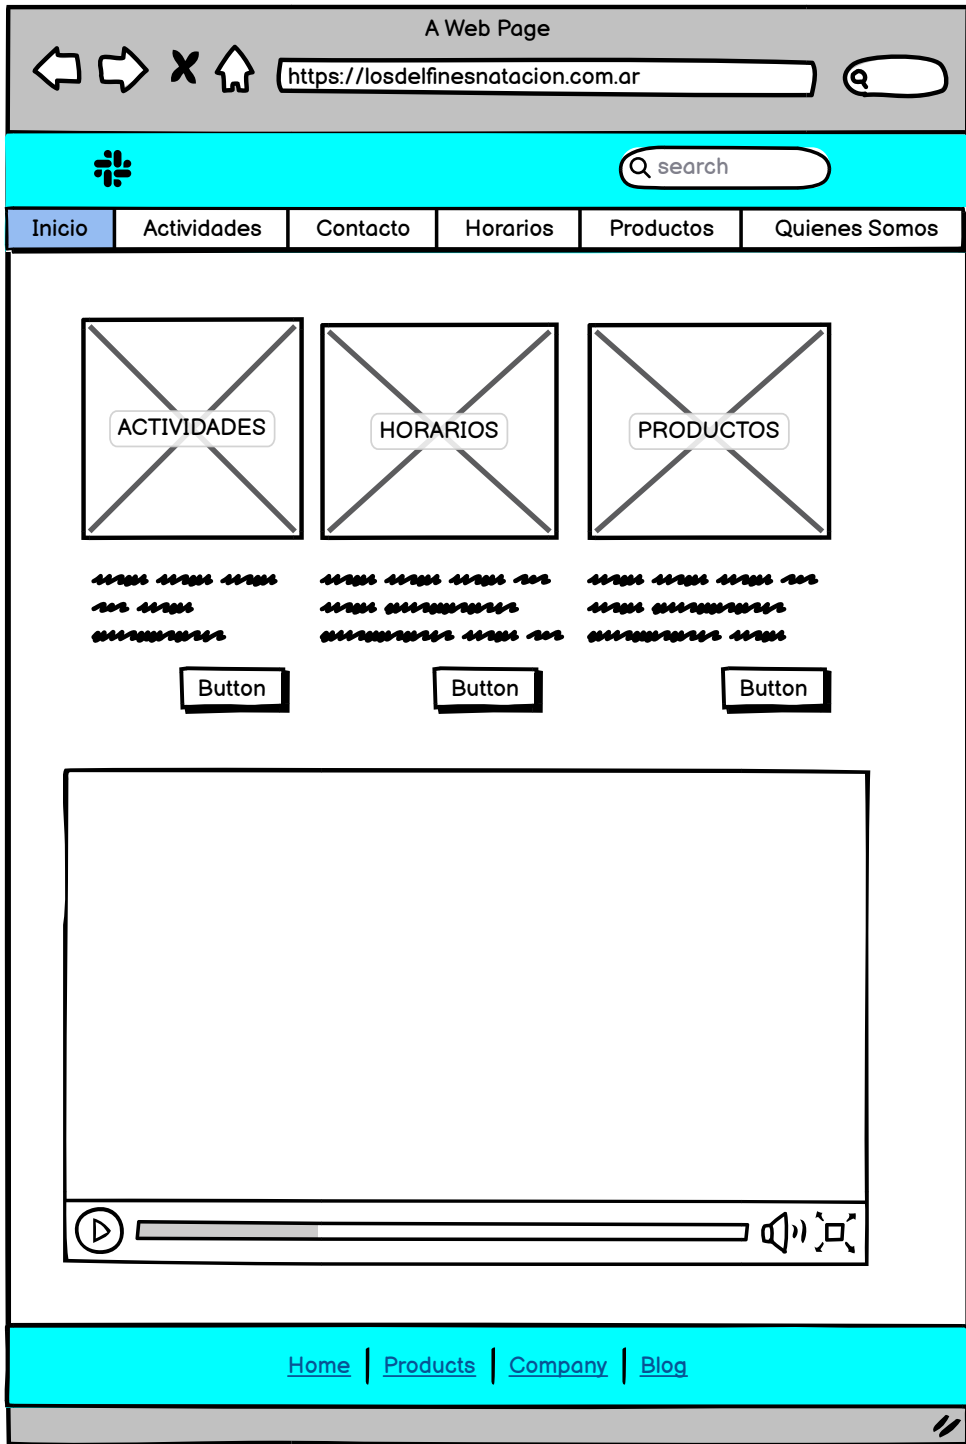 A Web Page
https://losdelfinesnatacion.com.ar
search
Inicio Actividades Contacto Horarios Productos Quienes Somos
ACTIVIDADES HORARIOS PRODUCTOS
Button Button Button
Home Products Company Blog